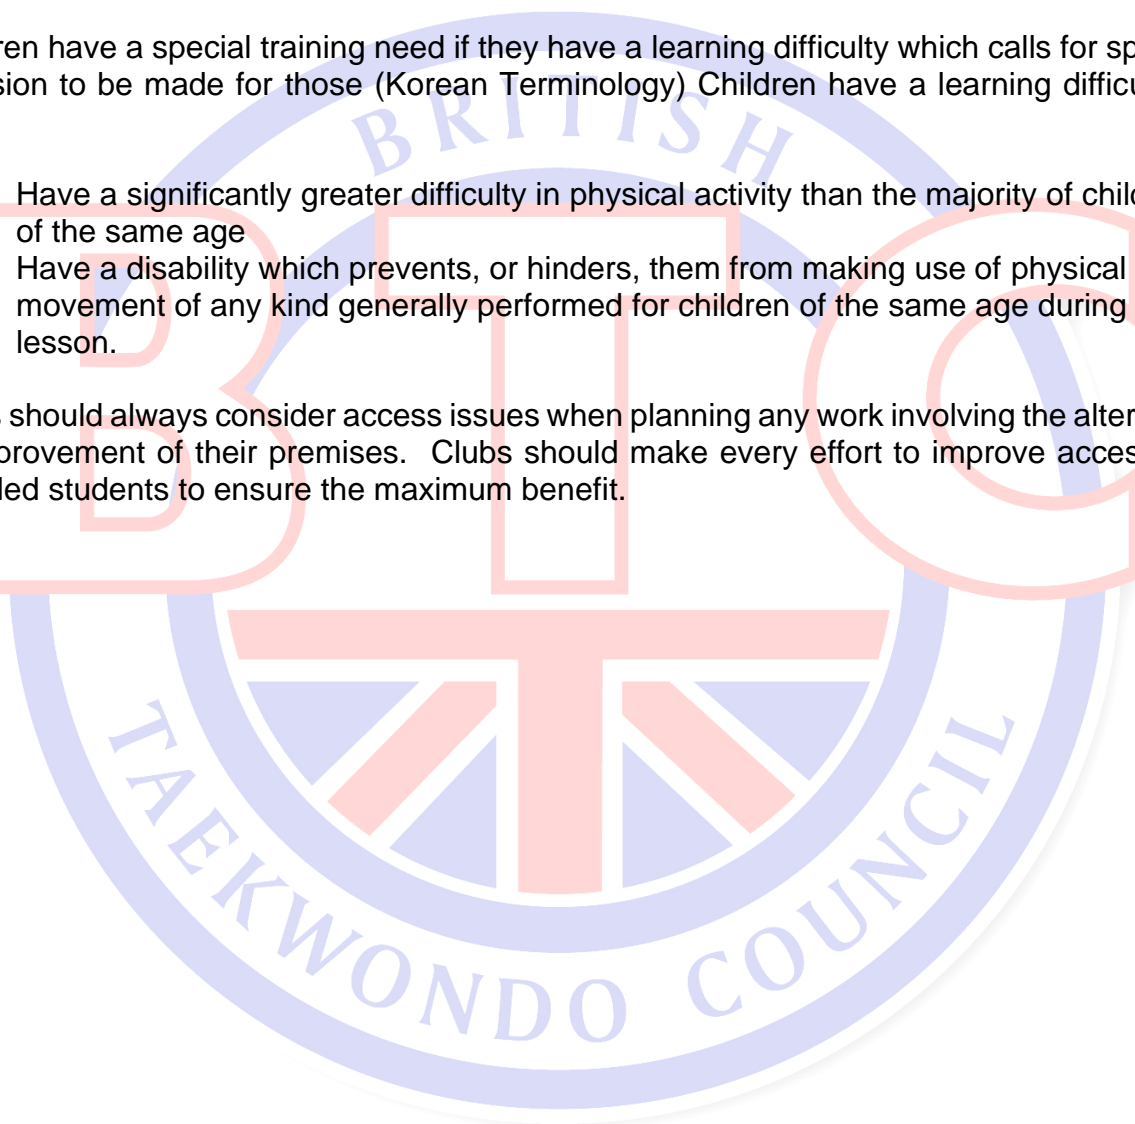 ren have a special training need if they have a learning difficulty which calls for sp
sion to be made for those (Korean Terminology) Children have a learning difficu
Have a significantly greater difficulty in physical activity than the majority of chil
of the same age
Have a disability which prevents, or hinders, them from making use of physical
movement of any kind generally performed for children of the same age during
lesson.
s should always consider access issues when planning any work involving the alter
provement of their premises. Clubs should make every effort to improve acces
led students to ensure the maximum benefit.
BRITISH
BTC
TAEKWONDO COUNCIL